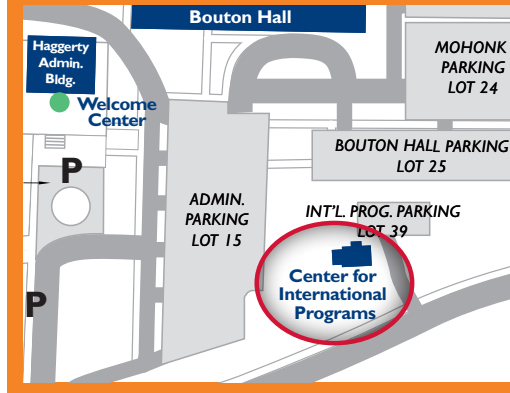 Bouton Hall
Haggerty
Admin.
Bldg.
MOHONK
PARKING
LOT 24
Welcome
Center
BOUTON HALL PARKING
LOT 25
P
ADMIN.
PARKING
LOT 15
INT'L. PROG. PARKING
LOT 39
Center for
International
Programs
P